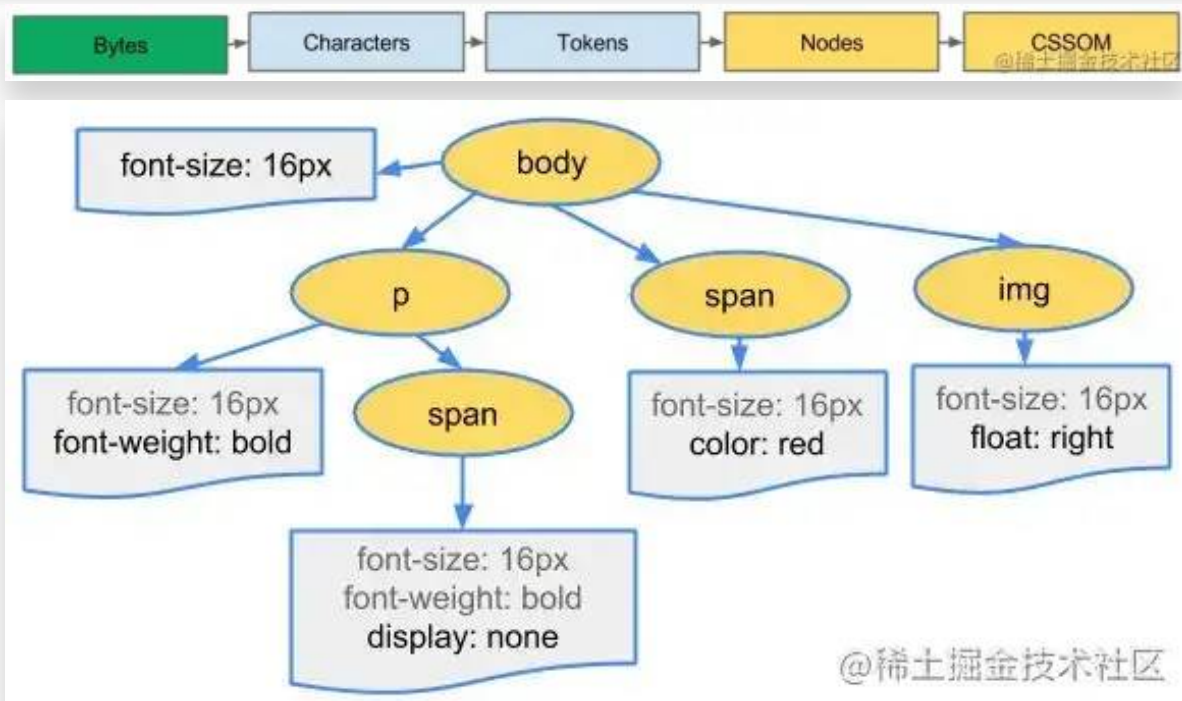 Bytes
Characters
Tokens
Nodes
CSSOM
@稀土掘金技术社区
font-size: 16px
body
p
span
img
font-size: 16px
font-weight: bold
span
font-size: 16px
color: red
font-size: 16px
float: right
font-size: 16px
font-weight: bold
display: none
@稀土掘金技术社区